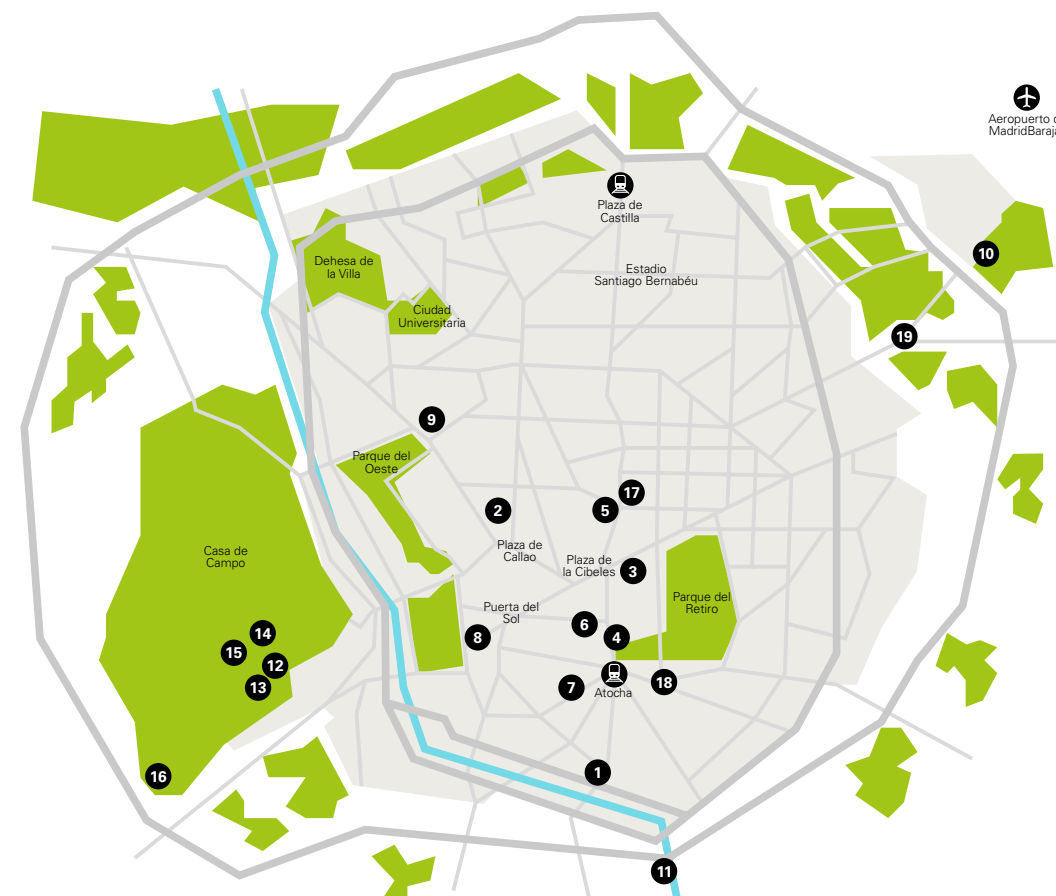 Aeropuerto
MadridBaraja
Plaza de
Castilla
10
Dehesa de
la Villa
Estadio
Santiago Bernabéu
Ciudad
Universitaria
19
9
Parque del
Oeste
17
2
5
Plaza de
Callao
Casa de
Campo
Plaza de
la Cibeles
3
Parque del
Retiro
Puerta del
Sol
6
14
8
4
15
12
13
7
Atocha
18
1
16
11